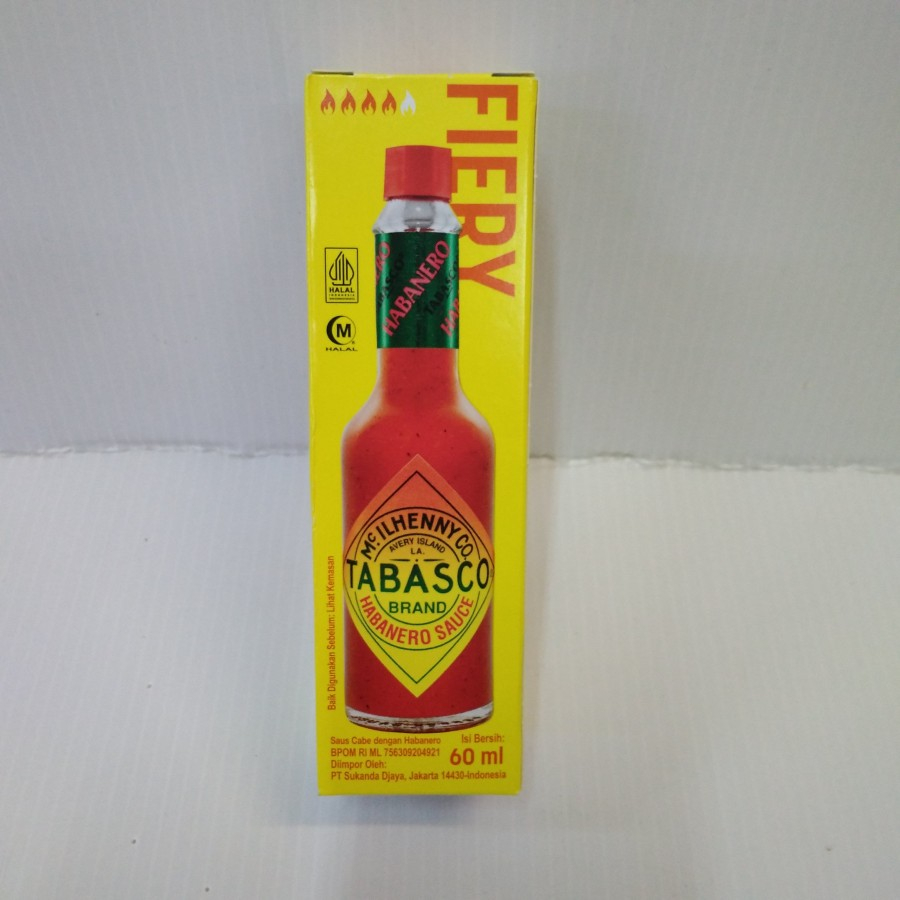 FIERY
HABANERO
TABASCO
HALAL
INDONESIA
M
HALAL
McILHENNY CO.
AVERY ISLAND
LA.
TABASCO
BRAND
HABANERO SAUCE
Baik Digunakan Sebelum: Lihat Kemasan
Saus Cabe dengan Habanero
BPOM RI ML 756309204921
Diimpor Oleh:
PT Sukanda Djaya, Jakarta 14430-Indonesia
Isi Bersih:
60 ml